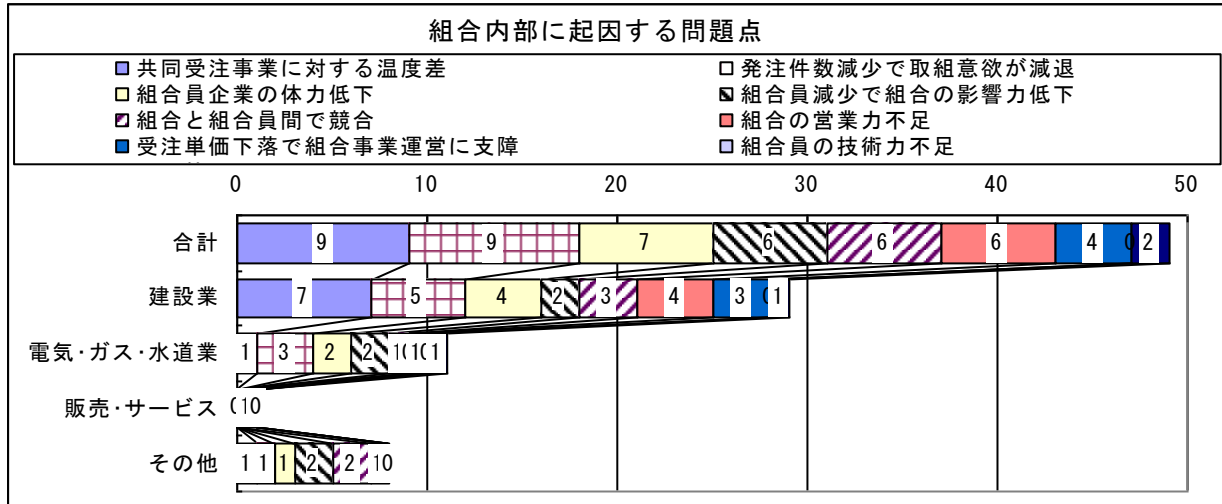 組合内部に起因する問題点
共同受注事業に対する温度差 発注件数減少で取組意欲が減退
組合員企業の体力低下 組合員減少で組合の影響力低下
組合と組合員間で競合 組合の営業力不足
受注単価下落で組合事業運営に支障 組合員の技術力不足
0 10 20 30 40 50
合計 9 9 7 6 6 6 4 2
建設業 7 5 4 2 3 4 3 1
電気・ガス・水道業 1 3 2 2 1 1 1
販売・サービス 1 0
その他 1 1 1 2 2 1 0